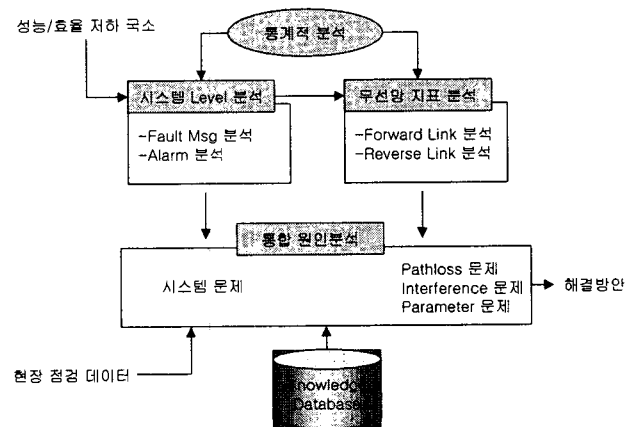 성능/효율 저하 국소
통계적 분석
시스템 Level 분석
무선망 지표 분석
-Fault Msg 분석
-Alarm 분석
-Forward Link 분석
-Reverse Link 분석
통합 원인분석
시스템 문제
Pathloss 문제
Interference 문제
Parameter 문제
해결방안
현장 점검 데이터
Knowledge
Database